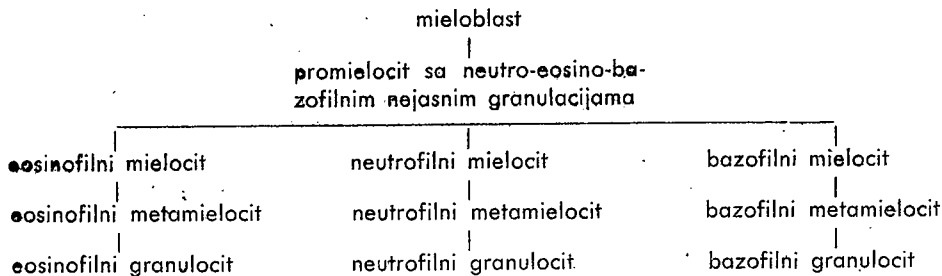 mieloblast
promielocit sa neutro-eosino-ba-
zofilnim nejasnim granulacijama
eosinofilni mielocit neutrofilni mielocit bazofilni mielocit
eosinofilni metamielocit neutrofilni metamielocit bazofilni metamielocit
eosinofilni granulocit neutrofilni granulocit bazofilni granulocit